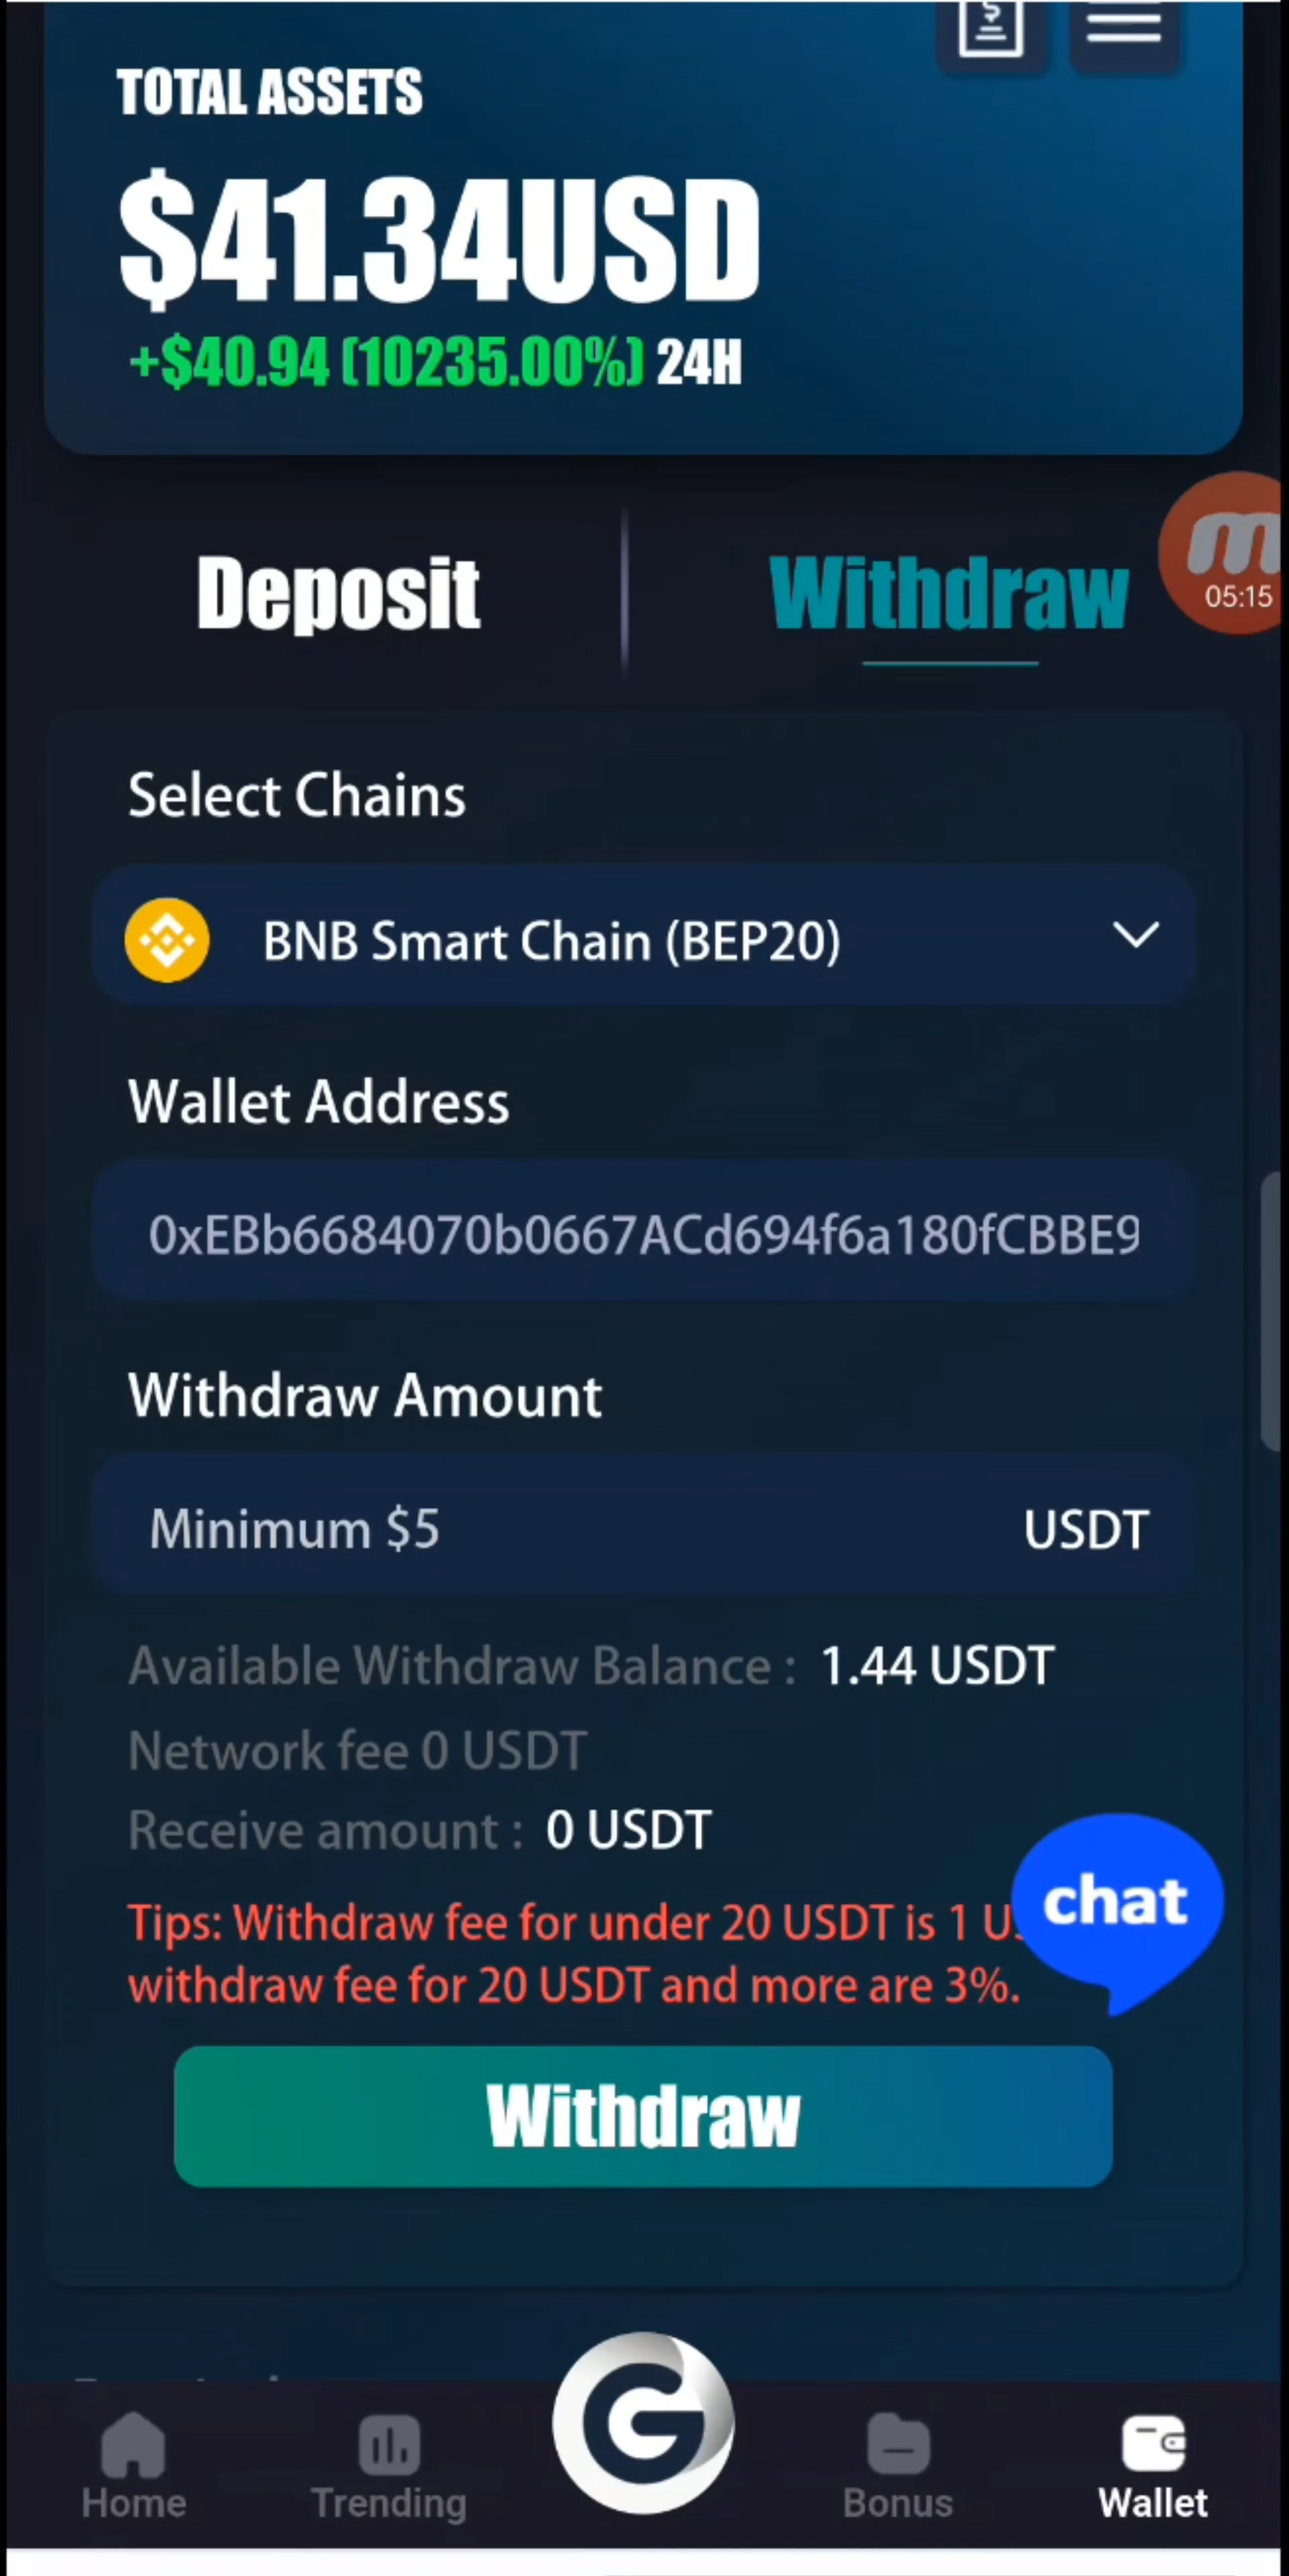 TOTAL ASSETS
$41.34USD
+$40.94 (10235.00%) 24H
Deposit
Withdraw
05:15
Select Chains
BNB Smart Chain (BEP20)
Wallet Address
0xEBb6684070b0667ACd694f6a180fCBBE9
Withdraw Amount
Minimum $5 USDT
Available Withdraw Balance : 1.44 USDT
Network fee 0 USDT
Receive amount : 0 USDT
Tips: Withdraw fee for under 20 USDT is 1
withdraw fee for 20 USDT and more are 3%.
chat
Withdraw
Home
Trending
G
Bonus
Wallet